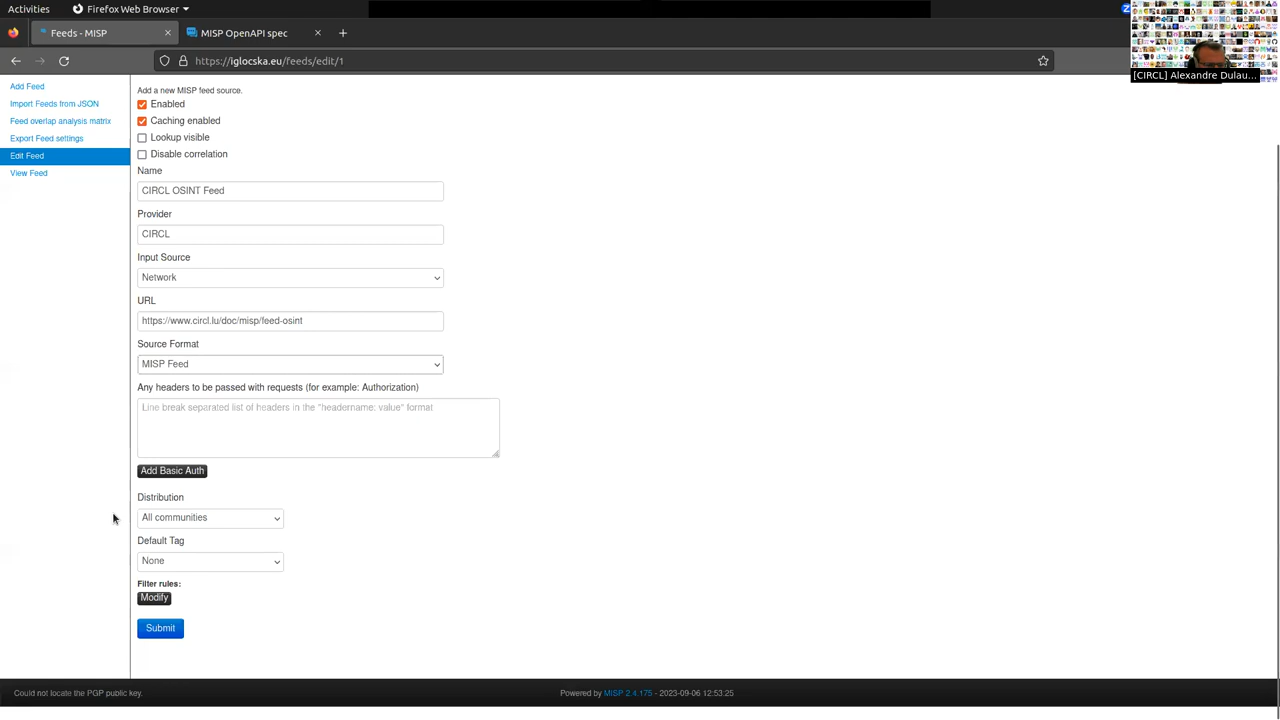 Activities
Firefox Web Browser
Feeds - MISP
MISP OpenAPI spec
https://iglocska.eu/feeds/edit/1
[CIRCL] Alexandre Dulau...
Add Feed
Import Feeds from JSON
Feed overlap analysis matrix
Export Feed settings
Edit Feed
View Feed
Add a new MISP feed source.
Enabled
Caching enabled
Lookup visible
Disable correlation
Name
CIRCL OSINT Feed
Provider
CIRCL
Input Source
Network
URL
https://www.circl.lu/doc/misp/feed-osint
Source Format
MISP Feed
Any headers to be passed with requests (for example: Authorization)
Line break separated list of headers in the "headername: value" format
Add Basic Auth
Distribution
All communities
Default Tag
None
Filter rules:
Modify
Submit
Could not locate the PGP public key.
Powered by MISP 2.4.175 - 2023-09-06 12:53:25